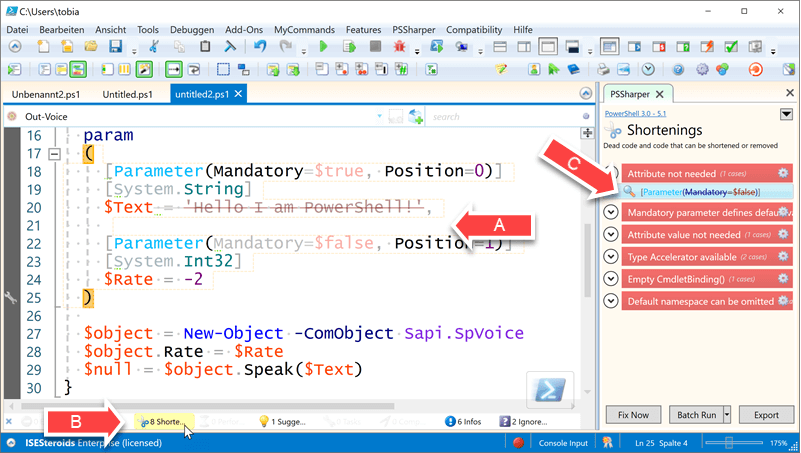 C:\Users\tobia
Datei Bearbeiten Ansicht Tools Debuggen Add-Ons MyCommands Features PSSharper Compatibility Hilfe
Unbenannt2.ps1 Untitled.ps1 untitled2.ps1
PSSharper
Out-Voice
search
PowerShell 3.0 - 5.1
Shortenings
Dead code and code that can be shortened or removed
16 param
17 (
18 [Parameter(Mandatory=$true, Position=0)]
19 [System.String]
20 $Text = 'Hello I am PowerShell!',
21
22 [Parameter(Mandatory=$false, Position=1)]
23 [System.Int32]
24 $Rate = -2
25 )
26
27 $object = New-Object -ComObject Sapi.SpVoice
28 $object.Rate = $Rate
29 $null = $object.Speak($Text)
30 }
A
B
C
Attribute not needed (1 cases)
[Parameter(Mandatory=$false)]
Mandatory parameter defines default
Attribute value not needed (1 cases)
Type Accelerator available (2 cases)
Empty CmdletBinding() (1 cases)
Default namespace can be omitted
8 Shorte... 1 Sugge... 6 Infos 2 Ignore...
Fix Now Batch Run Export
ISESteroids Enterprise (licensed) Console Input Ln 25 Spalte 4 175%